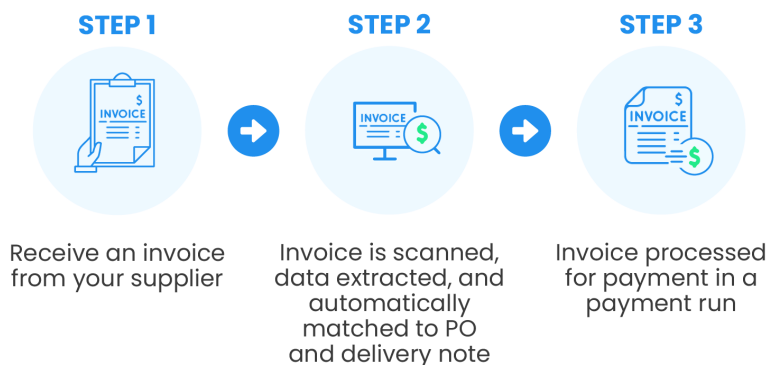 STEP 1
STEP 2
STEP 3
$
INVOICE
INVOICE
$
$
INVOICE
$
Receive an invoice
from your supplier
Invoice is scanned,
data extracted, and
automatically
matched to PO
and delivery note
Invoice processed
for payment in a
payment run